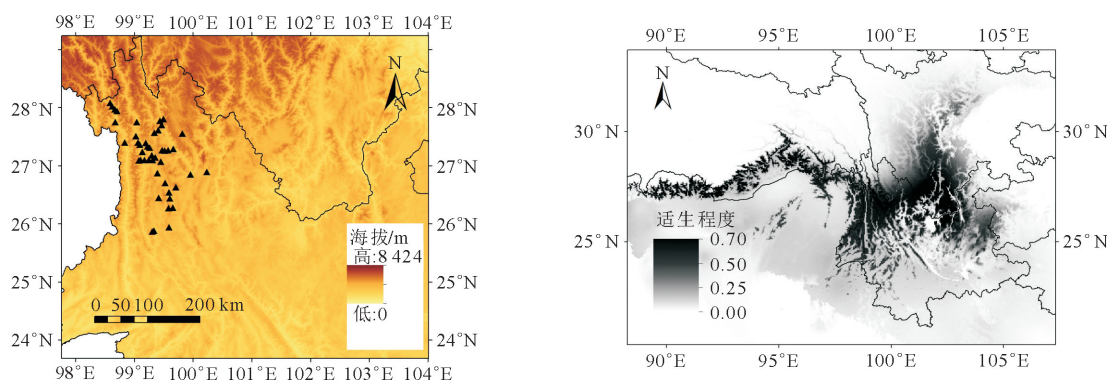 98°E 99°E 100°E 101°E 102°E 103°E 104°E
28°N
27°N
26°N
25°N
24°N
28°N
27°N
26°N
25°N
24°N
N
海拔/m
高:8 424
低:0
0 50 100 200 km
98°E 99°E 100°E 101°E 102°E 103°E 104°E
90°E 95°E 100°E 105°E
30°N
25°N
30°N
25°N
N
适生程度
0.70
0.50
0.25
0.00
90°E 95°E 100°E 105°E